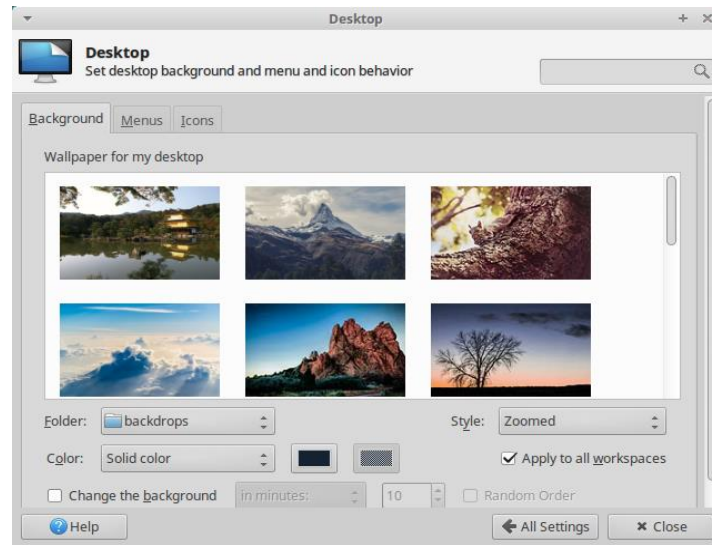 Desktop
Desktop
Set desktop background and menu and icon behavior
Background Menus Icons
Wallpaper for my desktop
Folder: backdrops Style: Zoomed
Color: Solid color Apply to all workspaces
Change the background in minutes: 10 Random Order
Help All Settings Close